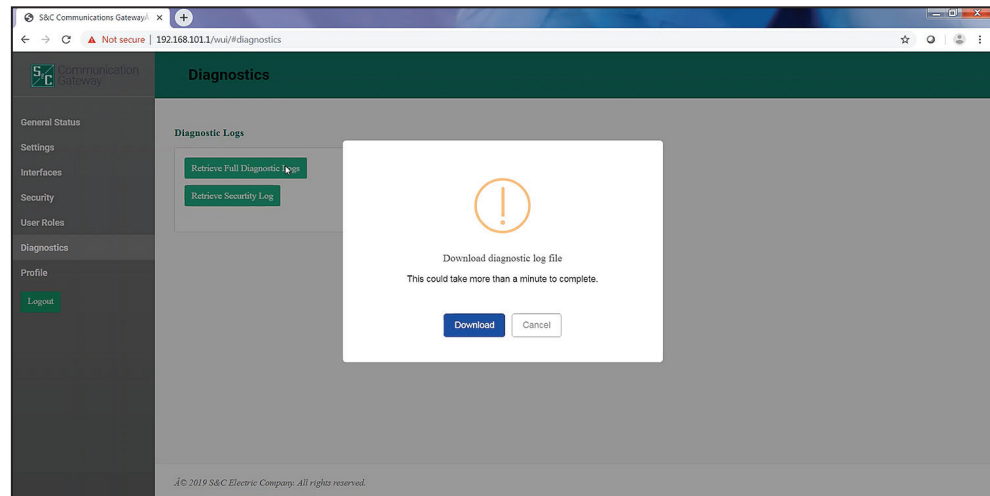 S&C Communications GatewayÂ
Not secure | 192.168.101.1/wui/#diagnostics
S&C Communication
Gateway
Diagnostics
General Status
Settings
Interfaces
Security
User Roles
Diagnostics
Profile
Logout
Diagnostic Logs
Retrieve Full Diagnostic Logs
Retrieve Securtity Log
Download diagnostic log file
This could take more than a minute to complete.
Download
Cancel
Â© 2019 S&C Electric Company. All rights reserved.